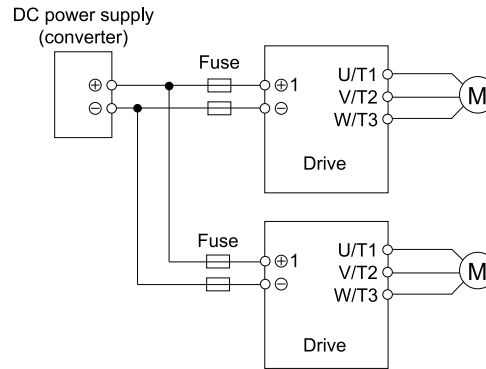 DC power supply
(converter)
Fuse
⊕
⊖
⊕1
⊖
U/T1
V/T2
W/T3
M
Drive
Fuse
⊕1
⊖
U/T1
V/T2
W/T3
M
Drive